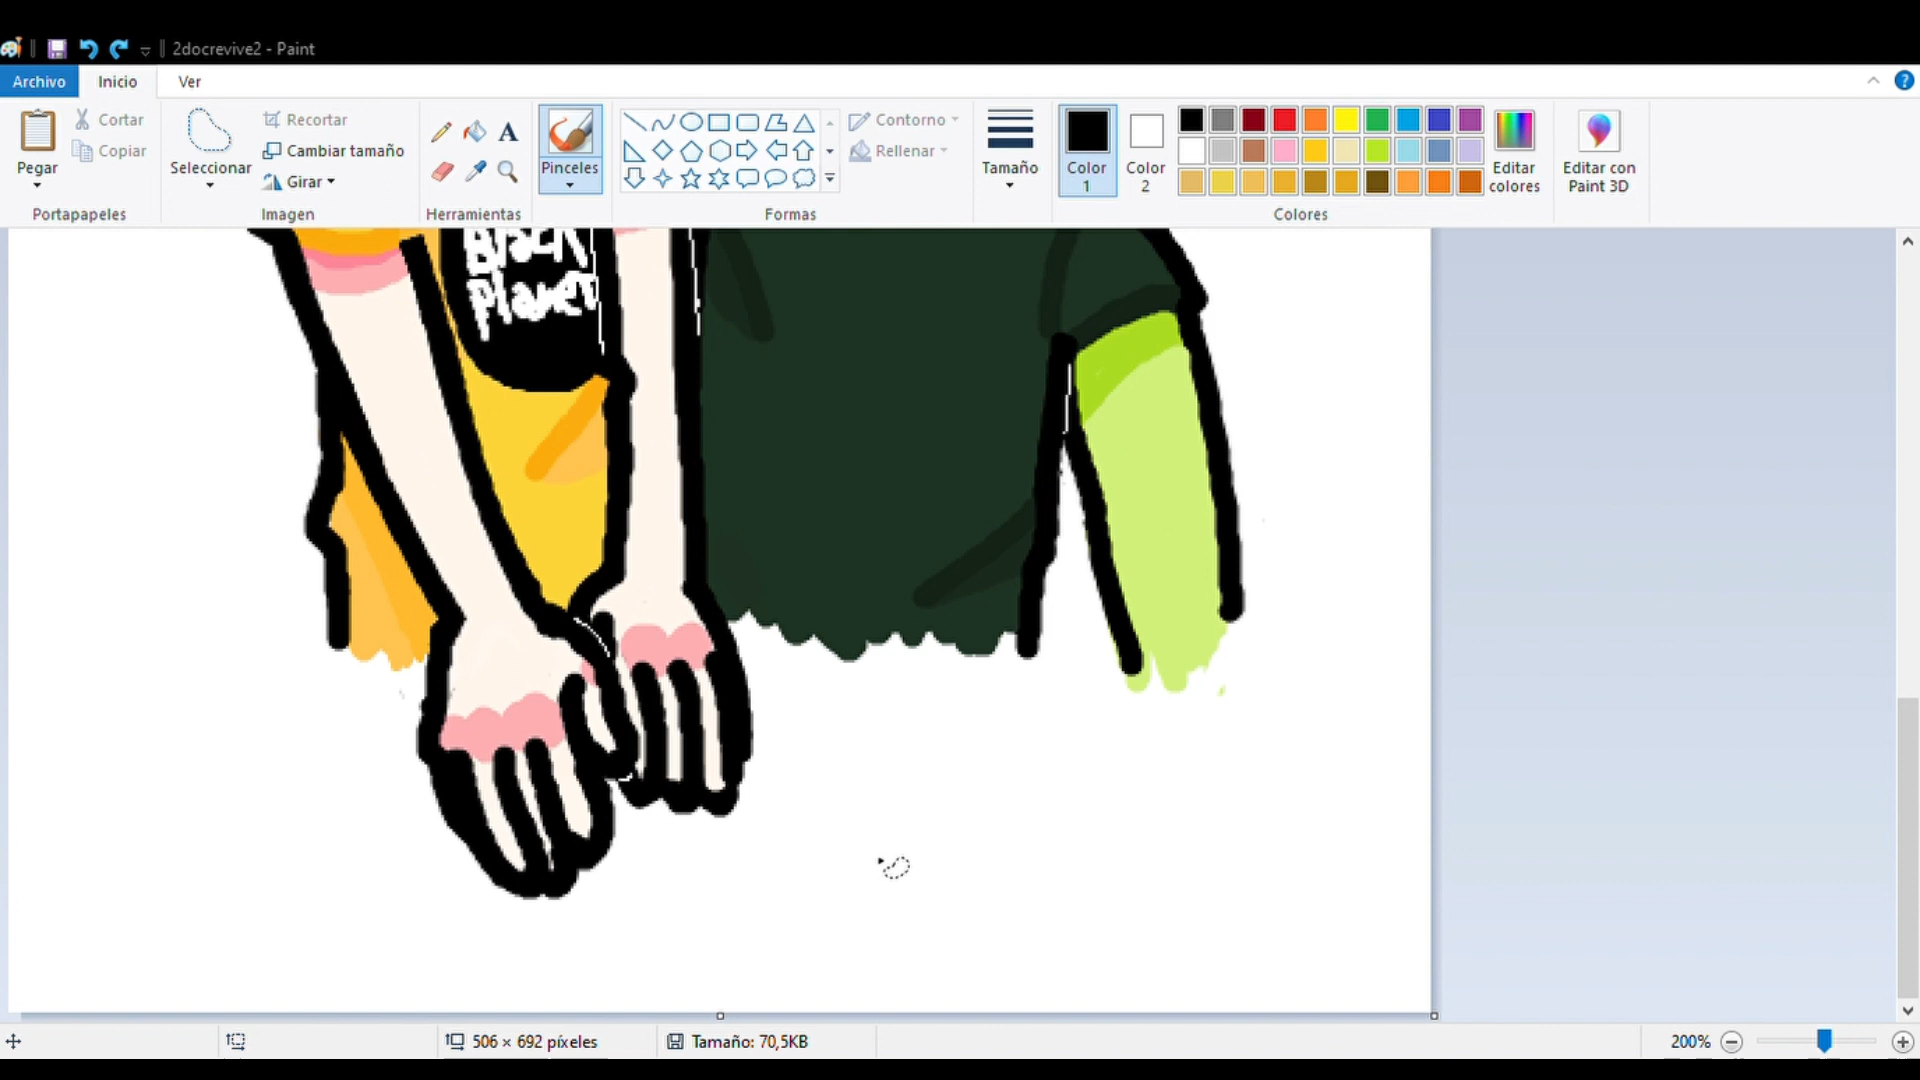 2docrevive2 - Paint
Archivo Inicio Ver
Pegar
Cortar
Copiar
Portapapeles
Seleccionar
Recortar
Cambiar tamaño
Girar
Imagen
A
Herramientas
Pinceles
Formas
Contorno
Rellenar
Tamaño
Color
1
Color
2
Editar
colores
Colores
Editar con
Paint 3D
?
Black
Planet
506 × 692 píxeles
Tamaño: 70,5KB
200%